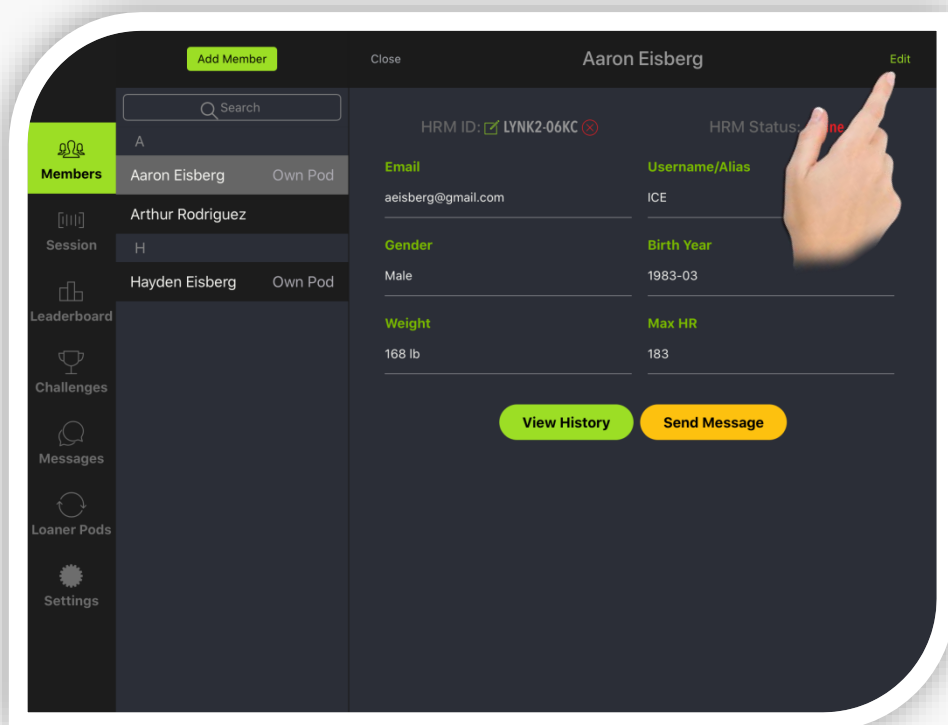 Add Member
Search
A
Aaron Eisberg Own Pod
Arthur Rodriguez
H
Hayden Eisberg Own Pod
Members
Session
Leaderboard
Challenges
Messages
Loaner Pods
Settings
Close Aaron Eisberg Edit
HRM ID: LYNK2-06KC HRM Status:
Email Username/Alias
aeisberg@gmail.com ICE
Gender Birth Year
Male 1983-03
Weight Max HR
168 lb 183
View History Send Message